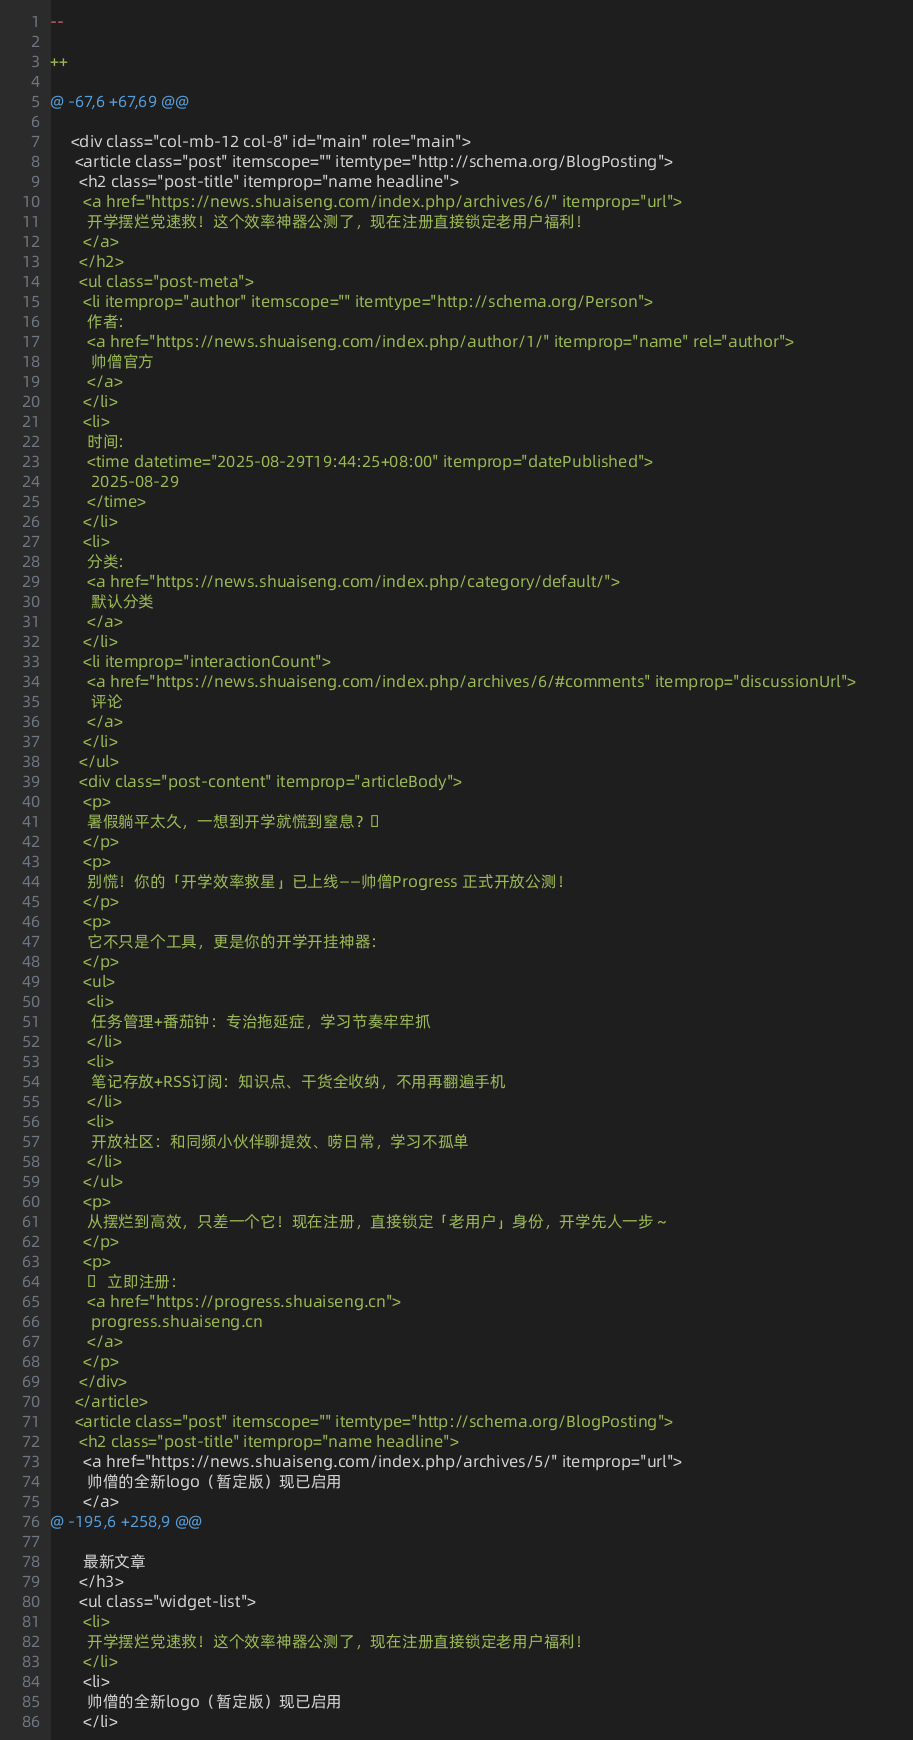 1 --
2
3 ++
4
5 @ -67,6 +67,69 @@
6
7 <div class="col-mb-12 col-8" id="main" role="main">
8 <article class="post" itemscope="" itemtype="http://schema.org/BlogPosting">
9 <h2 class="post-title" itemprop="name headline">
10 <a href="https://news.shuaiseng.com/index.php/archives/6/" itemprop="url">
11 开学摆烂党速救！这个效率神器公测了，现在注册直接锁定老用户福利！
12 </a>
13 </h2>
14 <ul class="post-meta">
15 <li itemprop="author" itemscope="" itemtype="http://schema.org/Person">
16 作者:
17 <a href="https://news.shuaiseng.com/index.php/author/1/" itemprop="name" rel="author">
18 帅僧官方
19 </a>
20 </li>
21 <li>
22 时间:
23 <time datetime="2025-08-29T19:44:25+08:00" itemprop="datePublished">
24 2025-08-29
25 </time>
26 </li>
27 <li>
28 分类:
29 <a href="https://news.shuaiseng.com/index.php/category/default/">
30 默认分类
31 </a>
32 </li>
33 <li itemprop="interactionCount">
34 <a href="https://news.shuaiseng.com/index.php/archives/6/#comments" itemprop="discussionUrl">
35 评论
36 </a>
37 </li>
38 </ul>
39 <div class="post-content" itemprop="articleBody">
40 <p>
41 暑假躺平太久，一想到开学就慌到窒息？
42 </p>
43 <p>
44 别慌！你的「开学效率救星」已上线——帅僧Progress 正式开放公测！
45 </p>
46 <p>
47 它不只是个工具，更是你的开学开挂神器：
48 </p>
49 <ul>
50 <li>
51 任务管理+番茄钟：专治拖延症，学习节奏牢牢抓
52 </li>
53 <li>
54 笔记存放+RSS订阅：知识点、干货全收纳，不用再翻遍手机
55 </li>
56 <li>
57 开放社区：和同频小伙伴聊提效、唠日常，学习不孤单
58 </li>
59 </ul>
60 <p>
61 从摆烂到高效，只差一个它！现在注册，直接锁定「老用户」身份，开学先人一步～
62 </p>
63 <p>
64 立即注册：
65 <a href="https://progress.shuaiseng.cn">
66 progress.shuaiseng.cn
67 </a>
68 </p>
69 </div>
70 </article>
71 <article class="post" itemscope="" itemtype="http://schema.org/BlogPosting">
72 <h2 class="post-title" itemprop="name headline">
73 <a href="https://news.shuaiseng.com/index.php/archives/5/" itemprop="url">
74 帅僧的全新logo（暂定版）现已启用
75 </a>
76 @ -195,6 +258,9 @@
77
78 最新文章
79 </h3>
80 <ul class="widget-list">
81 <li>
82 开学摆烂党速救！这个效率神器公测了，现在注册直接锁定老用户福利！
83 </li>
84 <li>
85 帅僧的全新logo（暂定版）现已启用
86 </li>